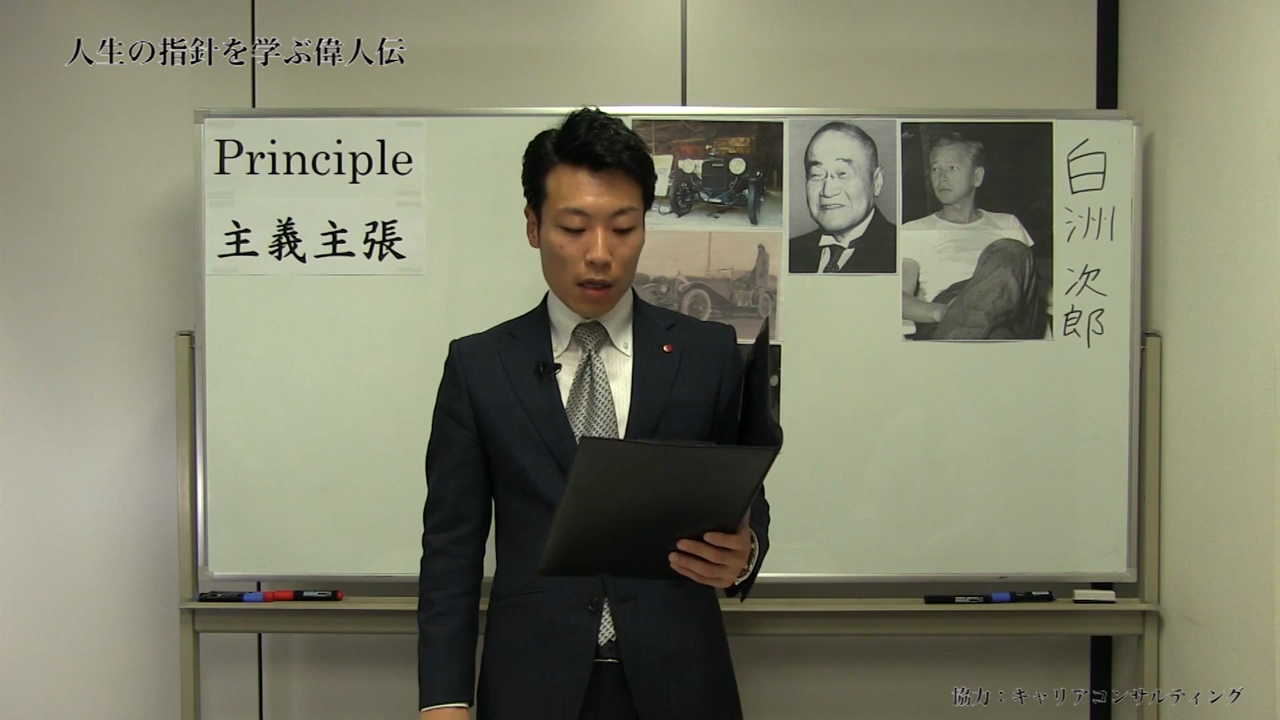 人生の指針を学ぶ偉人伝
Principle
主義主張
白洲次郎
協力：キャリアコンサルティング